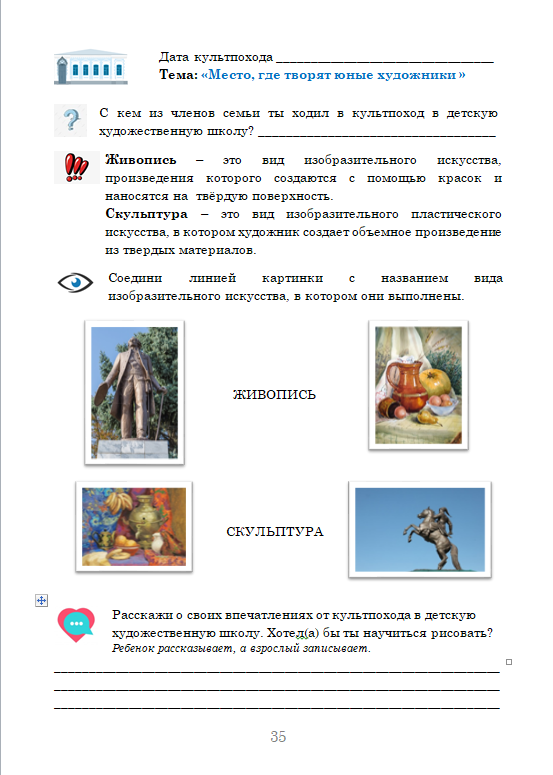 Дата культпохода ________________________________
Тема: «Место, где творят юные художники»
С кем из членов семьи ты ходил в культпоход в детскую
художественную школу? ___________________________________
Живопись – это вид изобразительного искусства,
произведения которого создаются с помощью красок и
наносятся на твёрдую поверхность.
Скульптура – это вид изобразительного пластического
искусства, в котором художник создает объемное произведение
из твердых материалов.
Соедини линией картинки с названием вида
изобразительного искусства, в котором они выполнены.
ЖИВОПИСЬ
СКУЛЬПТУРА
Расскажи о своих впечатлениях от культпохода в детскую
художественную школу. Хотел(а) бы ты научиться рисовать?
Ребенок рассказывает, а взрослый записывает.
35